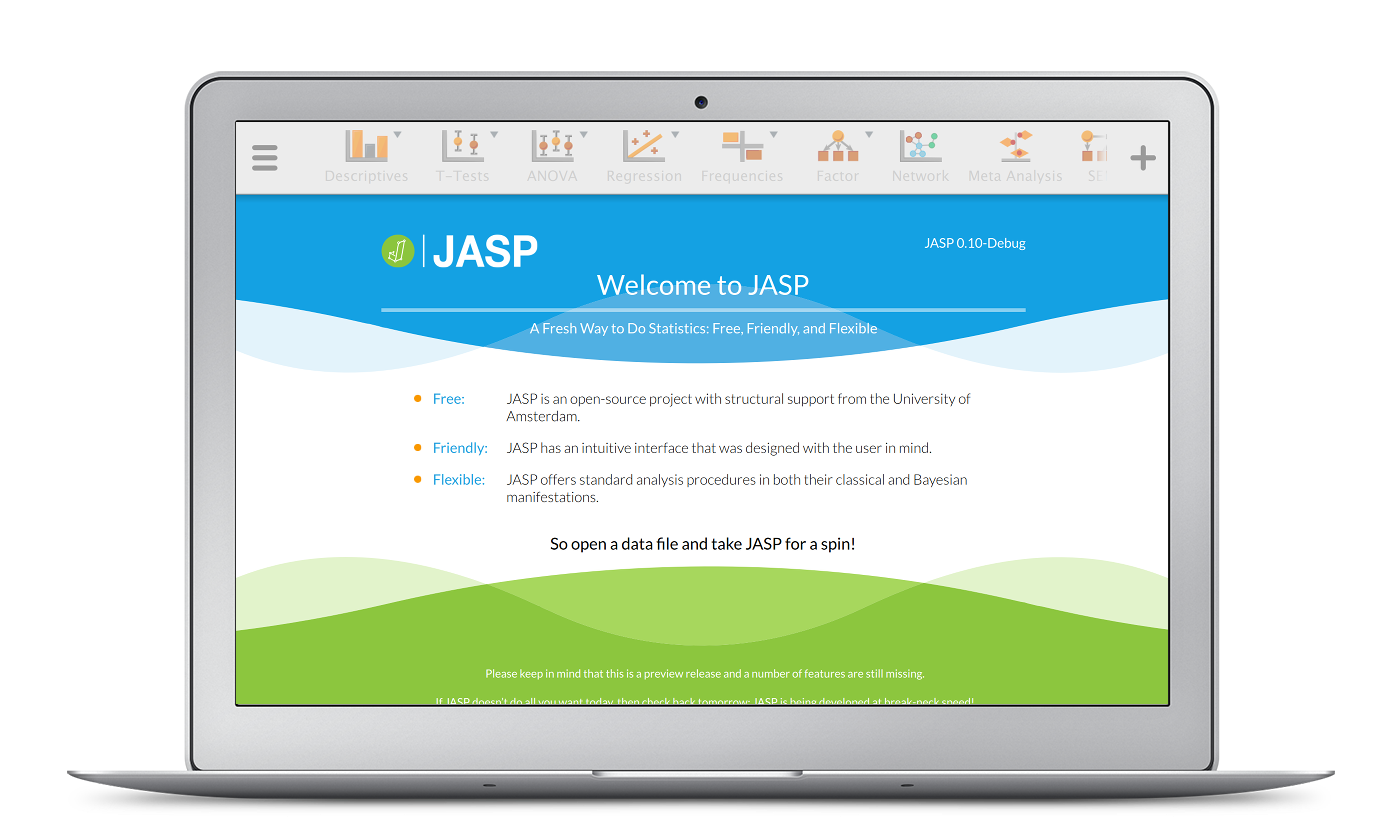 Descriptives T-Tests ANOVA Regression Frequencies Factor Network Meta Analysis
JASP
JASP 0.10-Debug
Welcome to JASP
A Fresh Way to Do Statistics: Free, Friendly, and Flexible
Free: JASP is an open-source project with structural support from the University of
Amsterdam.
Friendly: JASP has an intuitive interface that was designed with the user in mind.
Flexible: JASP offers standard analysis procedures in both their classical and Bayesian
manifestations.
So open a data file and take JASP for a spin!
Please keep in mind that this is a preview release and a number of features are still missing.
If JASP doesn't do all you want today, then check back tomorrow: JASP is being developed at break-neck speed!